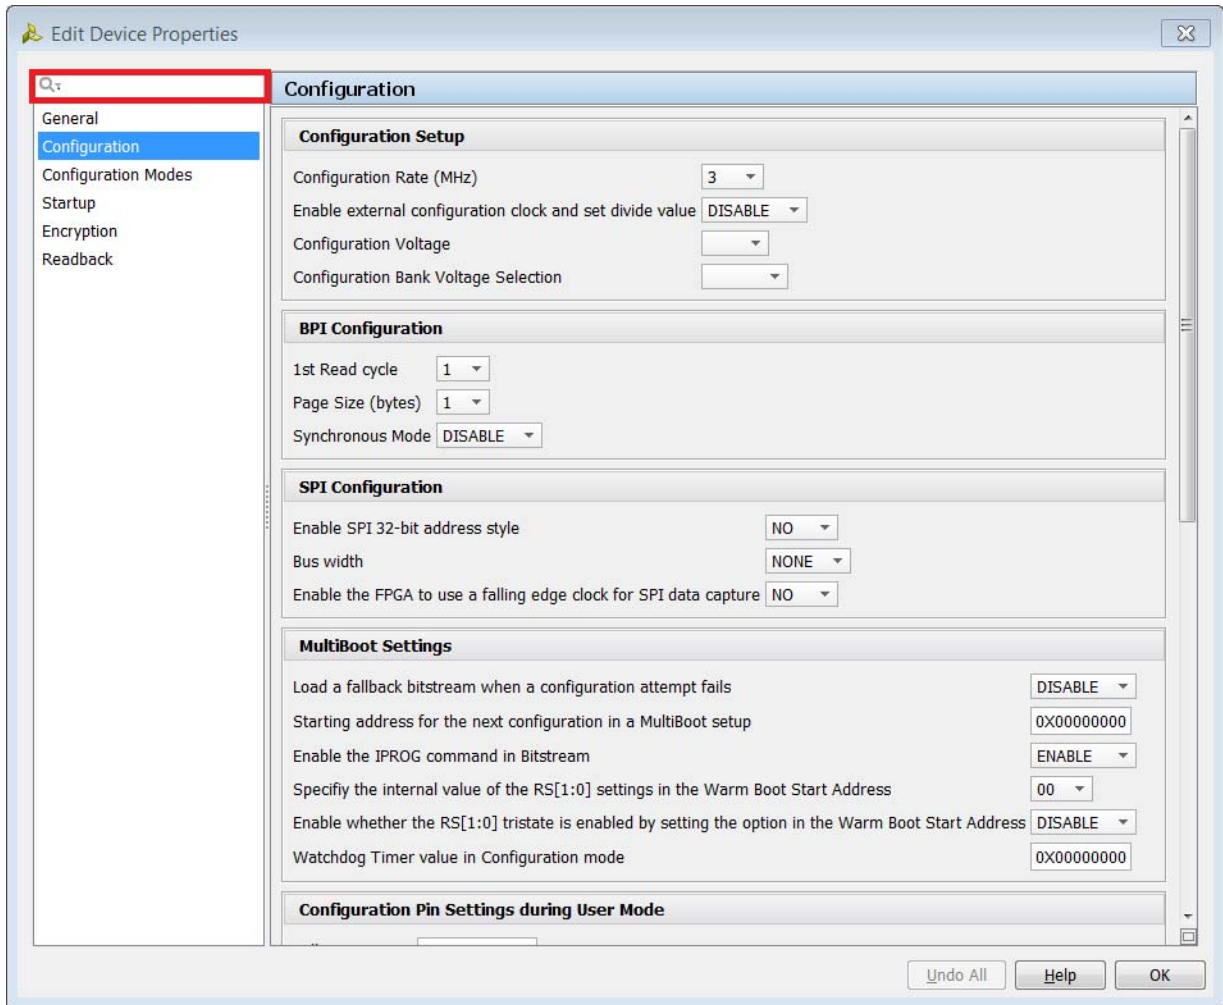 Edit Device Properties
General
Configuration
Configuration Modes
Startup
Encryption
Readback
Configuration
Configuration Setup
Configuration Rate (MHz) 3
Enable external configuration clock and set divide value DISABLE
Configuration Voltage
Configuration Bank Voltage Selection
BPI Configuration
1st Read cycle 1
Page Size (bytes) 1
Synchronous Mode DISABLE
SPI Configuration
Enable SPI 32-bit address style NO
Bus width NONE
Enable the FPGA to use a falling edge clock for SPI data capture NO
MultiBoot Settings
Load a fallback bitstream when a configuration attempt fails DISABLE
Starting address for the next configuration in a MultiBoot setup 0X00000000
Enable the IPROG command in Bitstream ENABLE
Specifiy the internal value of the RS[1:0] settings in the Warm Boot Start Address 00
Enable whether the RS[1:0] tristate is enabled by setting the option in the Warm Boot Start Address DISABLE
Watchdog Timer value in Configuration mode 0X00000000
Configuration Pin Settings during User Mode
Undo All Help OK